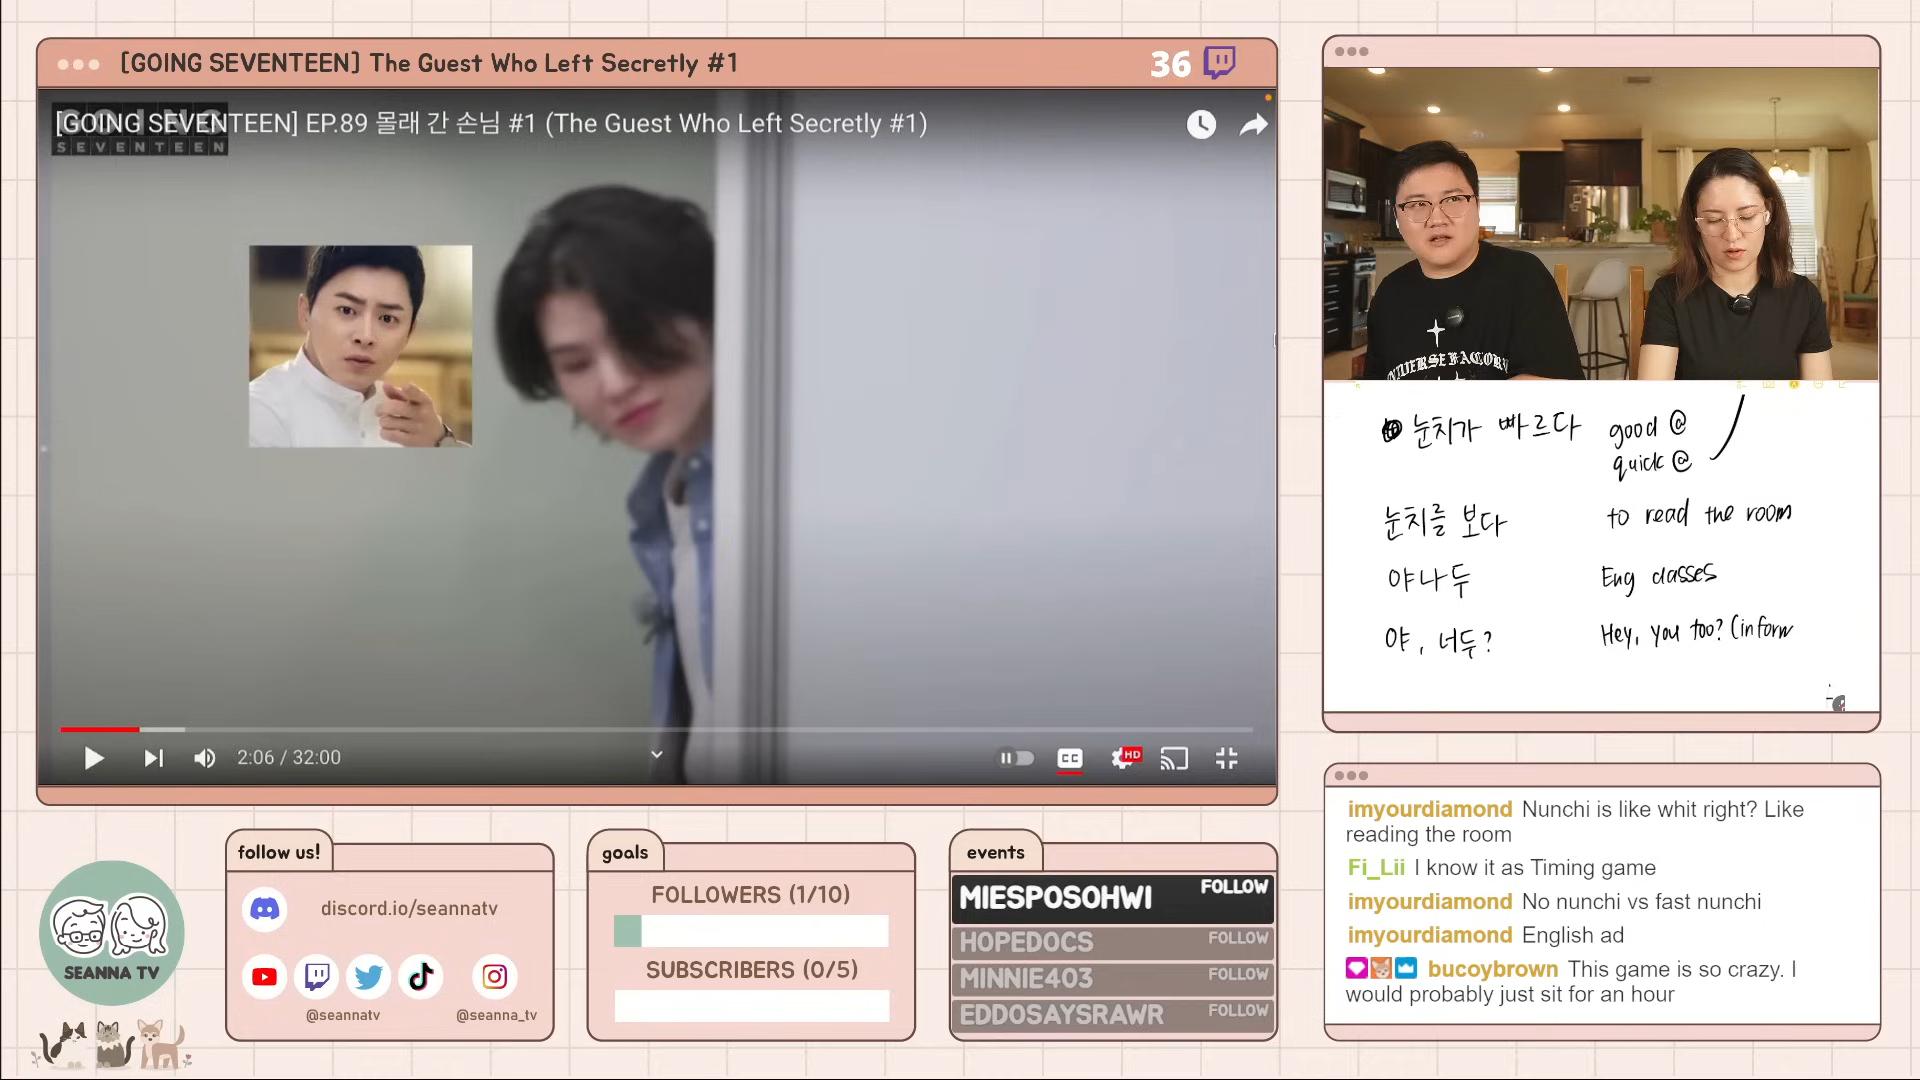 [GOING SEVENTEEN] The Guest Who Left Secretly #1
36
[GOING SEVENTEEN] EP.89 몰래 간 손님 #1 (The Guest Who Left Secretly #1)
GOING
SEVENTEEN
2:06 / 32:00
CC
HD
눈치가 빠르다 good @
quick @
눈치를 보다 to read the room
야나두 Eng classes
야, 너두? Hey, you too? (inform
follow us!
discord.io/seannatv
@seannatv
@seanna_tv
SEANNA TV
goals
FOLLOWERS (1/10)
SUBSCRIBERS (0/5)
events
MIESPOSOHWI FOLLOW
HOPEDOCS FOLLOW
MINNIE403 FOLLOW
EDDOSAYSRAWR FOLLOW
imyourdiamond Nunchi is like whit right? Like
reading the room
Fi_Lii I know it as Timing game
imyourdiamond No nunchi vs fast nunchi
imyourdiamond English ad
bucoybrown This game is so crazy. I
would probably just sit for an hour